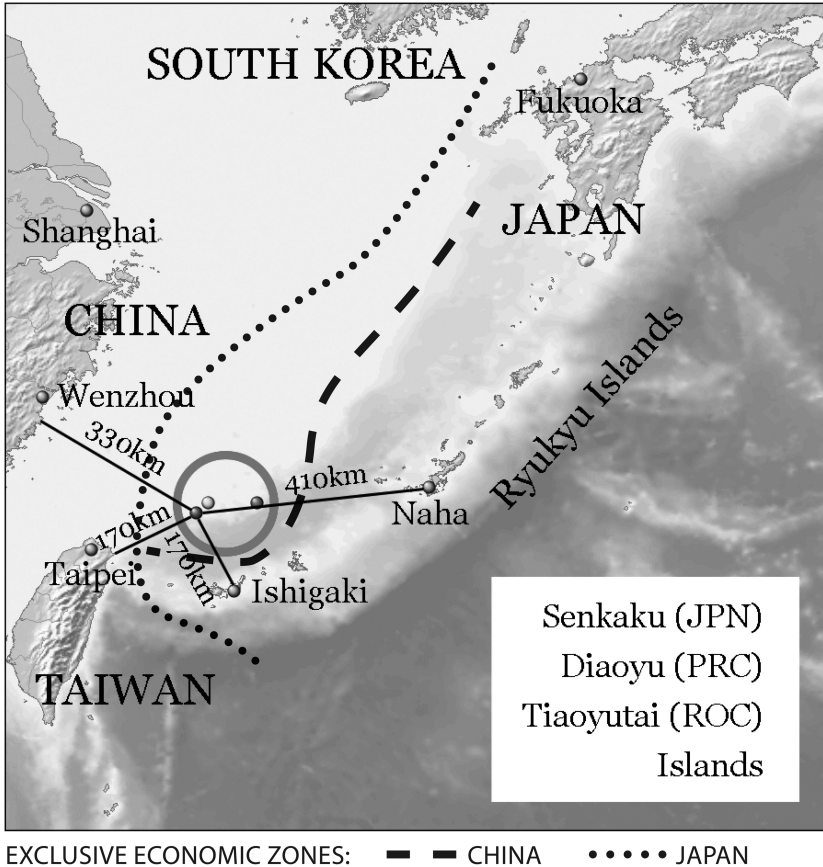 SOUTH KOREA
Fukuoka
Shanghai
JAPAN
CHINA
Wenzhou
330km
Ryukyu Islands
410km
Naha
170km
Taipei
170km
Ishigaki
TAIWAN
Senkaku (JPN)
Diaoyu (PRC)
Tiaoyutai (ROC)
Islands
EXCLUSIVE ECONOMIC ZONES: CHINA JAPAN